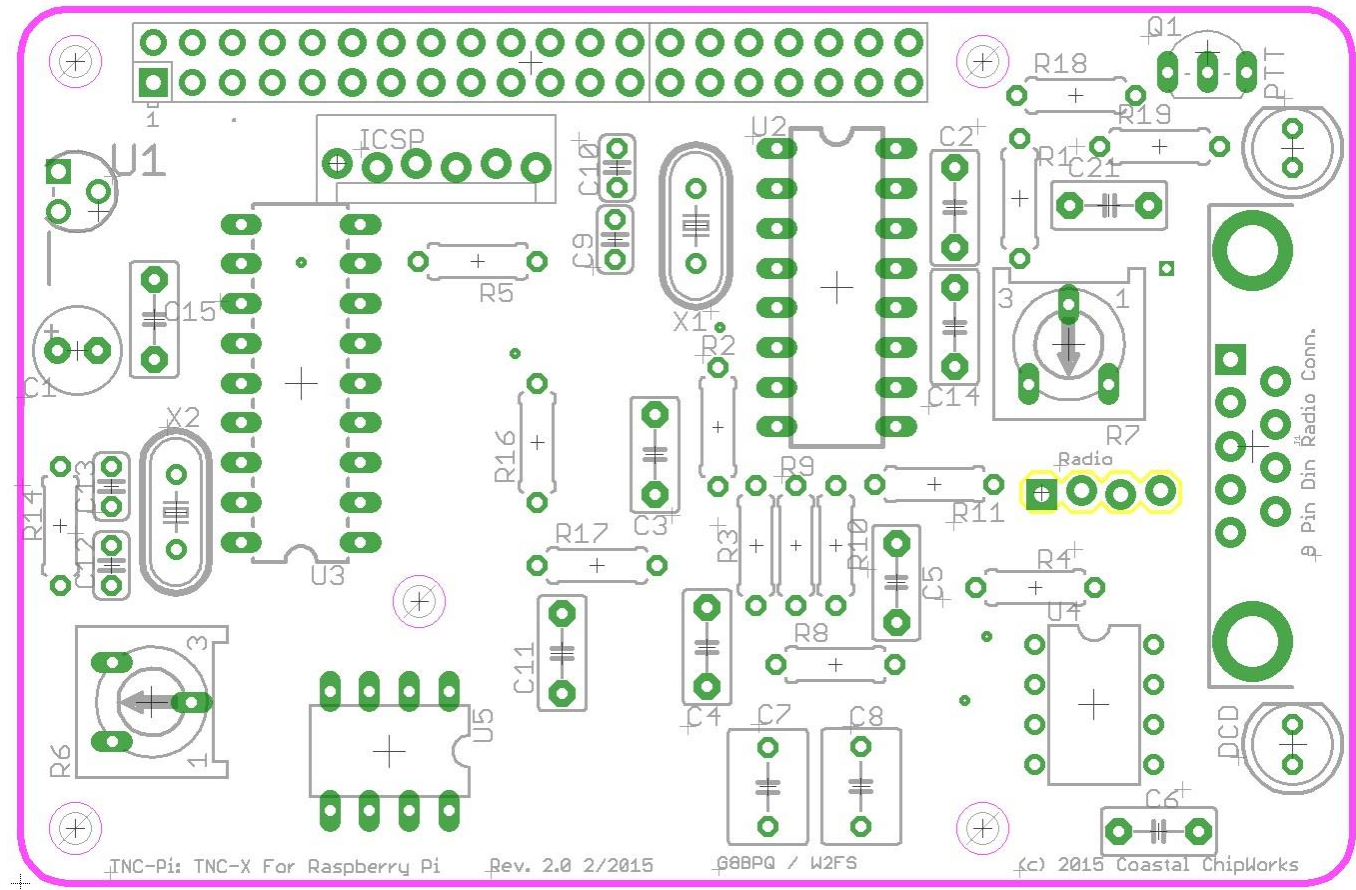 Q1
PTT
R18
R19
1
ICSP
U1
C10
U2
C2
R1
C21
C9
R5
C15
X1
3
1
R2
C1
C14
R7
X2
R16
Radio
9 Pin Din Radio Conn.
C13
R14
C3
R9
R11
R17
R3
R10
C12
U3
C5
R4
U4
R8
3
C11
C4
C7
C8
U5
DCD
R6
1
C6
TNC-Pi: TNC-X For Raspberry Pi
Rev. 2.0 2/2015
G8BPQ / W2FS
(c) 2015 Coastal ChipWorks